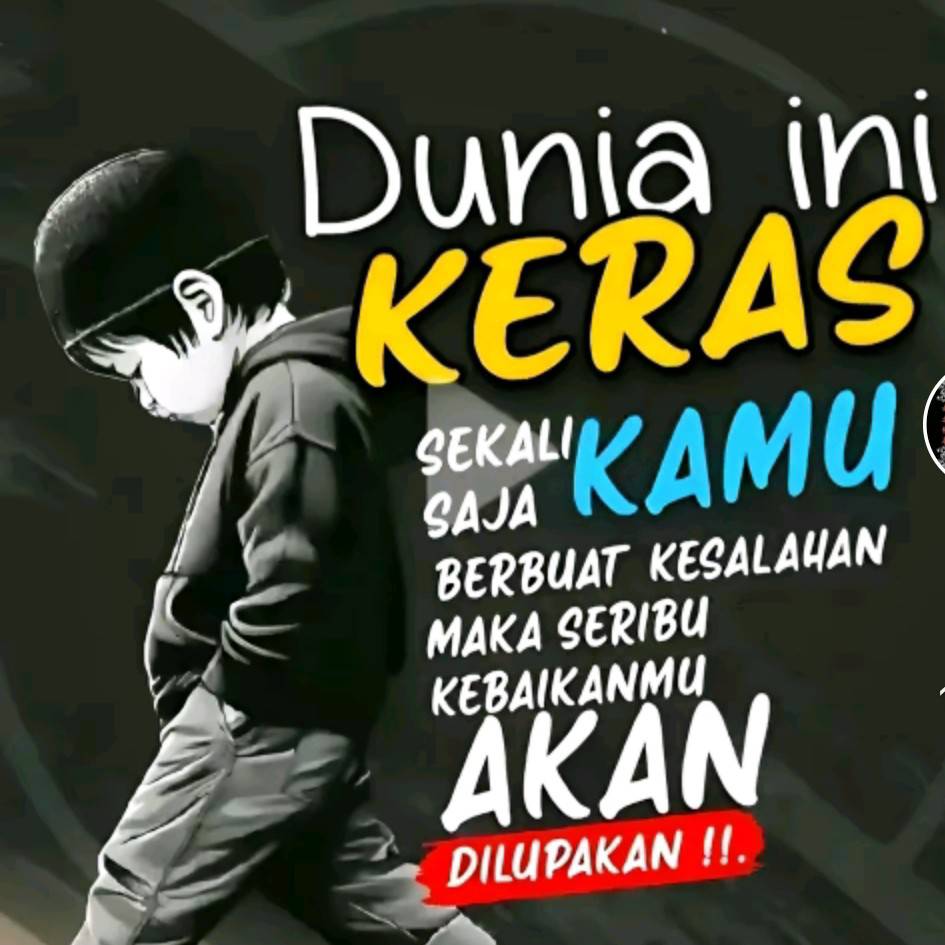 Dunia ini
KERAS
SEKALI KAMU
SAJA
BERBUAT KESALAHAN
MAKA SERIBU
KEBAIKANMU
AKAN
DILUPAKAN !!.